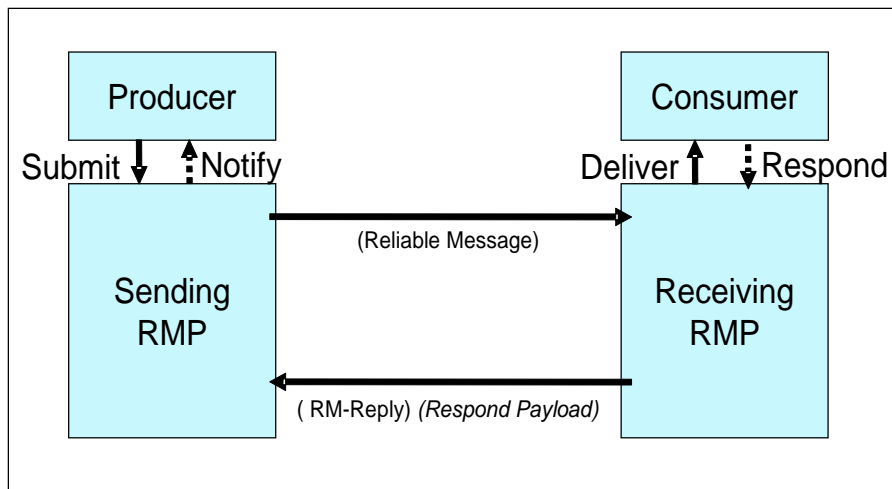 Producer
Consumer
Submit
Notify
Deliver
Respond
(Reliable Message)
Sending
RMP
Receiving
RMP
( RM-Reply) (Respond Payload)